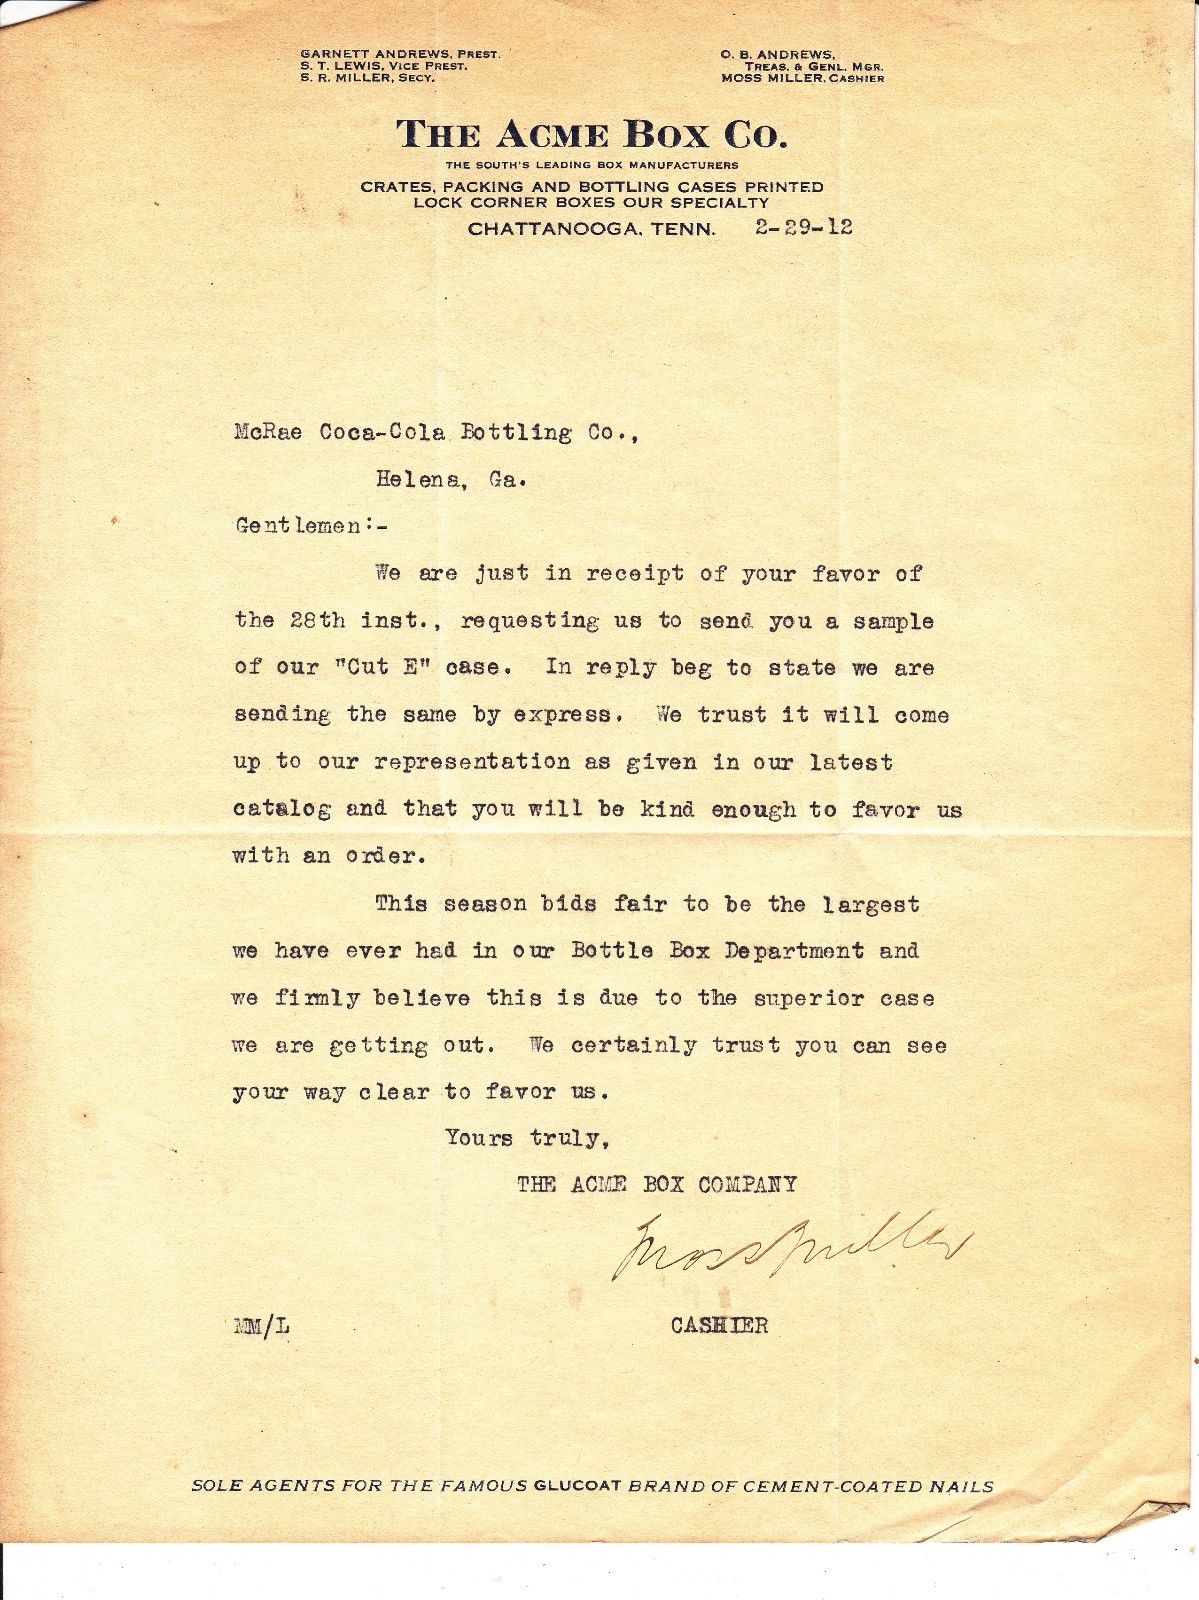 GARNETT ANDREWS, PREST.
S. T. LEWIS, VICE PREST.
S. R. MILLER, SECY.
O. B. ANDREWS,
TREAS. & GENL. MGR.
MOSS MILLER, CASHIER
THE ACME BOX CO.
THE SOUTH'S LEADING BOX MANUFACTURERS
CRATES, PACKING AND BOTTLING CASES PRINTED
LOCK CORNER BOXES OUR SPECIALTY
CHATTANOOGA, TENN. 2-29-12
McRae Coca-Cola Bottling Co.,
Helena, Ga.
Gentlemen:-
We are just in receipt of your favor of
the 28th inst., requesting us to send you a sample
of our "Cut E" case. In reply beg to state we are
sending the same by express. We trust it will come
up to our representation as given in our latest
catalog and that you will be kind enough to favor us
with an order.
This season bids fair to be the largest
we have ever had in our Bottle Box Department and
we firmly believe this is due to the superior case
we are getting out. We certainly trust you can see
your way clear to favor us.
Yours truly,
THE ACME BOX COMPANY
Moss Miller
MM/L CASHIER
SOLE AGENTS FOR THE FAMOUS GLUCOAT BRAND OF CEMENT-COATED NAILS